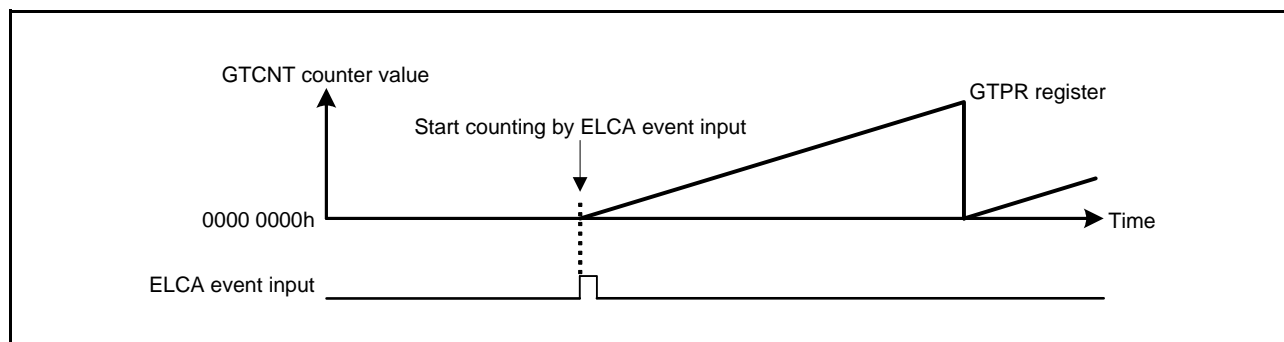 GTCNT counter value
GTPR register
Start counting by ELCA event input
0000 0000h
Time
ELCA event input